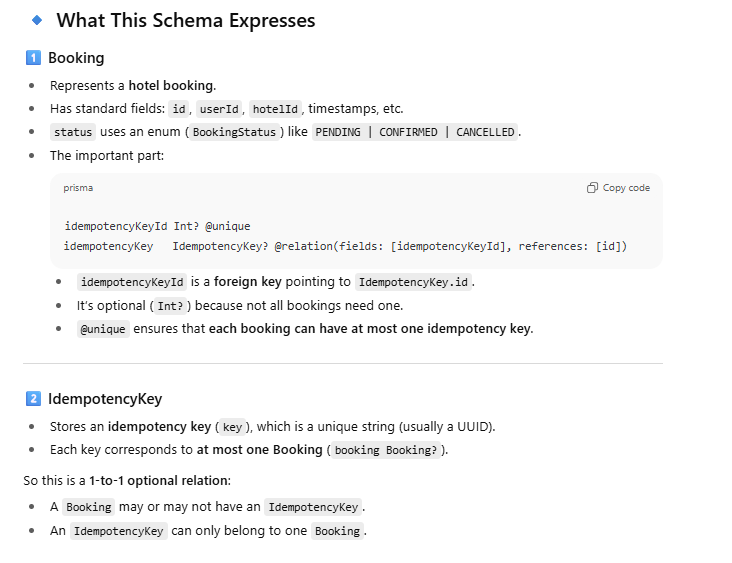 🔹 What This Schema Expresses
1️⃣ Booking
• Represents a hotel booking.
• Has standard fields: id, userId, hotelId, timestamps, etc.
• status uses an enum (BookingStatus) like PENDING | CONFIRMED | CANCELLED.
• The important part:
prisma Copy code
idempotencyKeyId Int? @unique
idempotencyKey   IdempotencyKey? @relation(fields: [idempotencyKeyId], references: [id])
• idempotencyKeyId is a foreign key pointing to IdempotencyKey.id.
• It's optional (Int?) because not all bookings need one.
• @unique ensures that each booking can have at most one idempotency key.
2️⃣ IdempotencyKey
• Stores an idempotency key (key), which is a unique string (usually a UUID).
• Each key corresponds to at most one Booking (booking Booking?).
So this is a 1-to-1 optional relation:
• A Booking may or may not have an IdempotencyKey.
• An IdempotencyKey can only belong to one Booking.